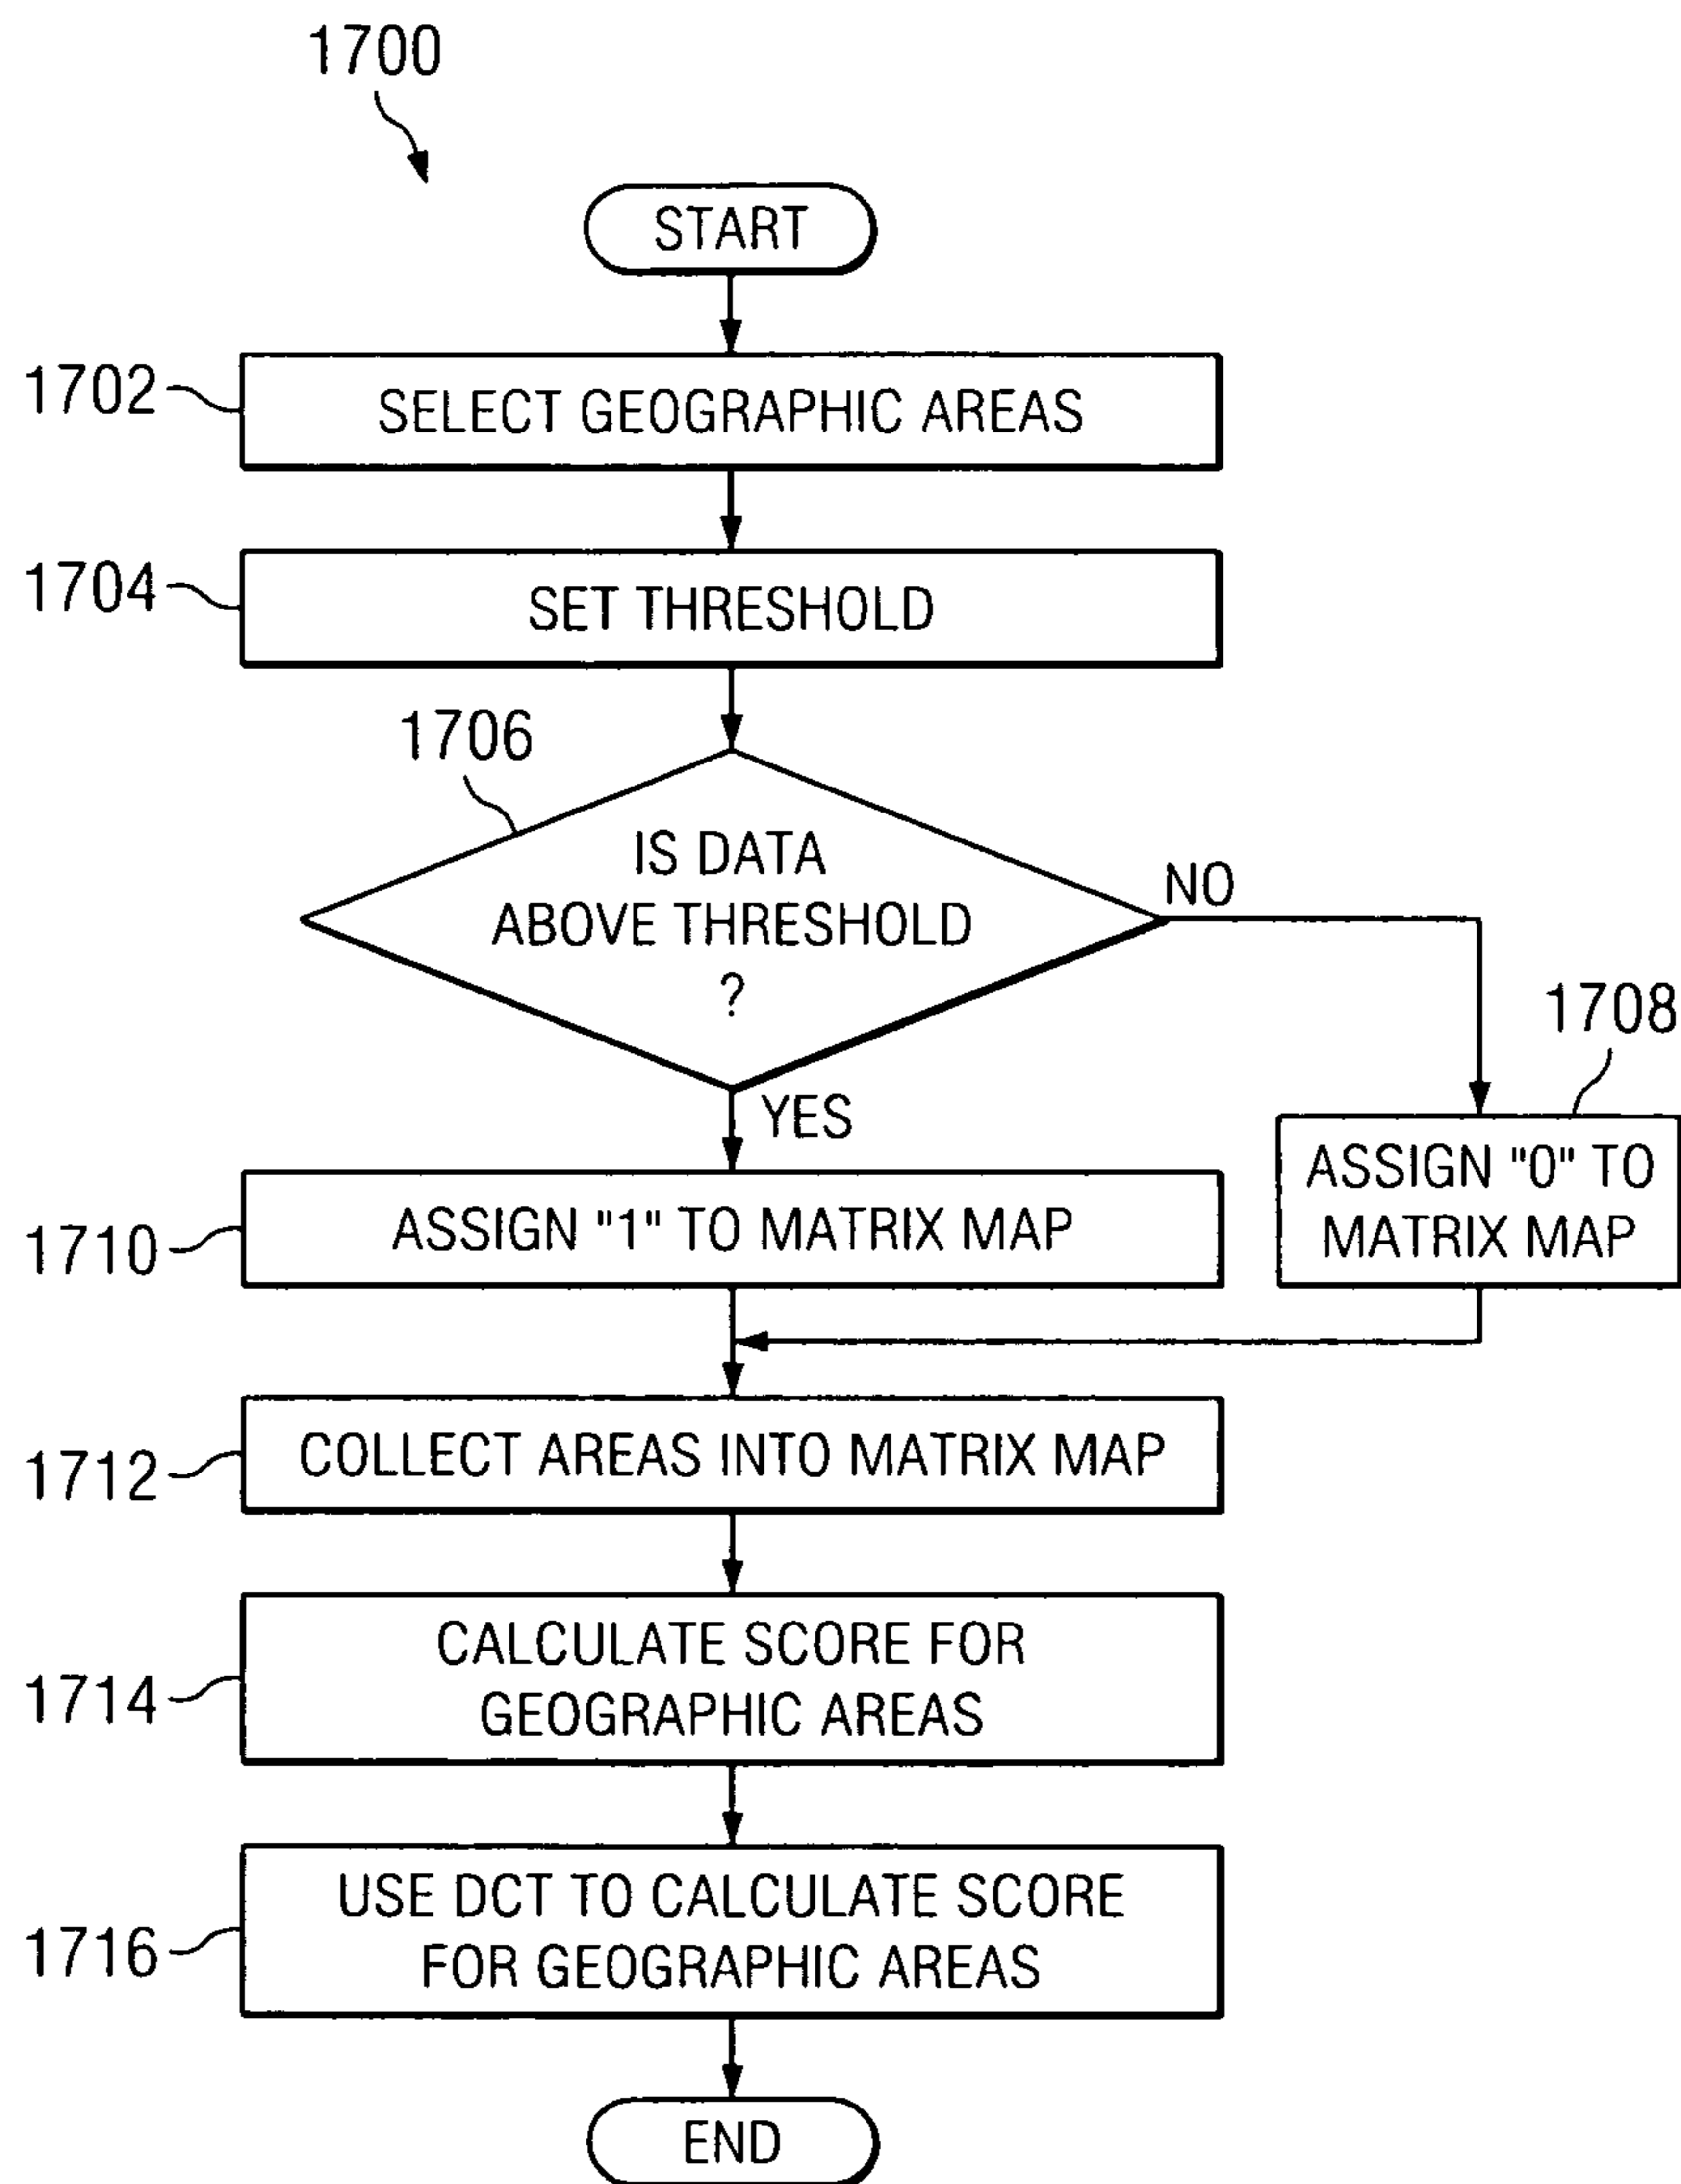 1700
START
1702
SELECT GEOGRAPHIC AREAS
1704
SET THRESHOLD
1706
IS DATA
ABOVE THRESHOLD
?
NO
YES
1708
ASSIGN "0" TO
MATRIX MAP
1710
ASSIGN "1" TO MATRIX MAP
1712
COLLECT AREAS INTO MATRIX MAP
1714
CALCULATE SCORE FOR
GEOGRAPHIC AREAS
1716
USE DCT TO CALCULATE SCORE
FOR GEOGRAPHIC AREAS
END